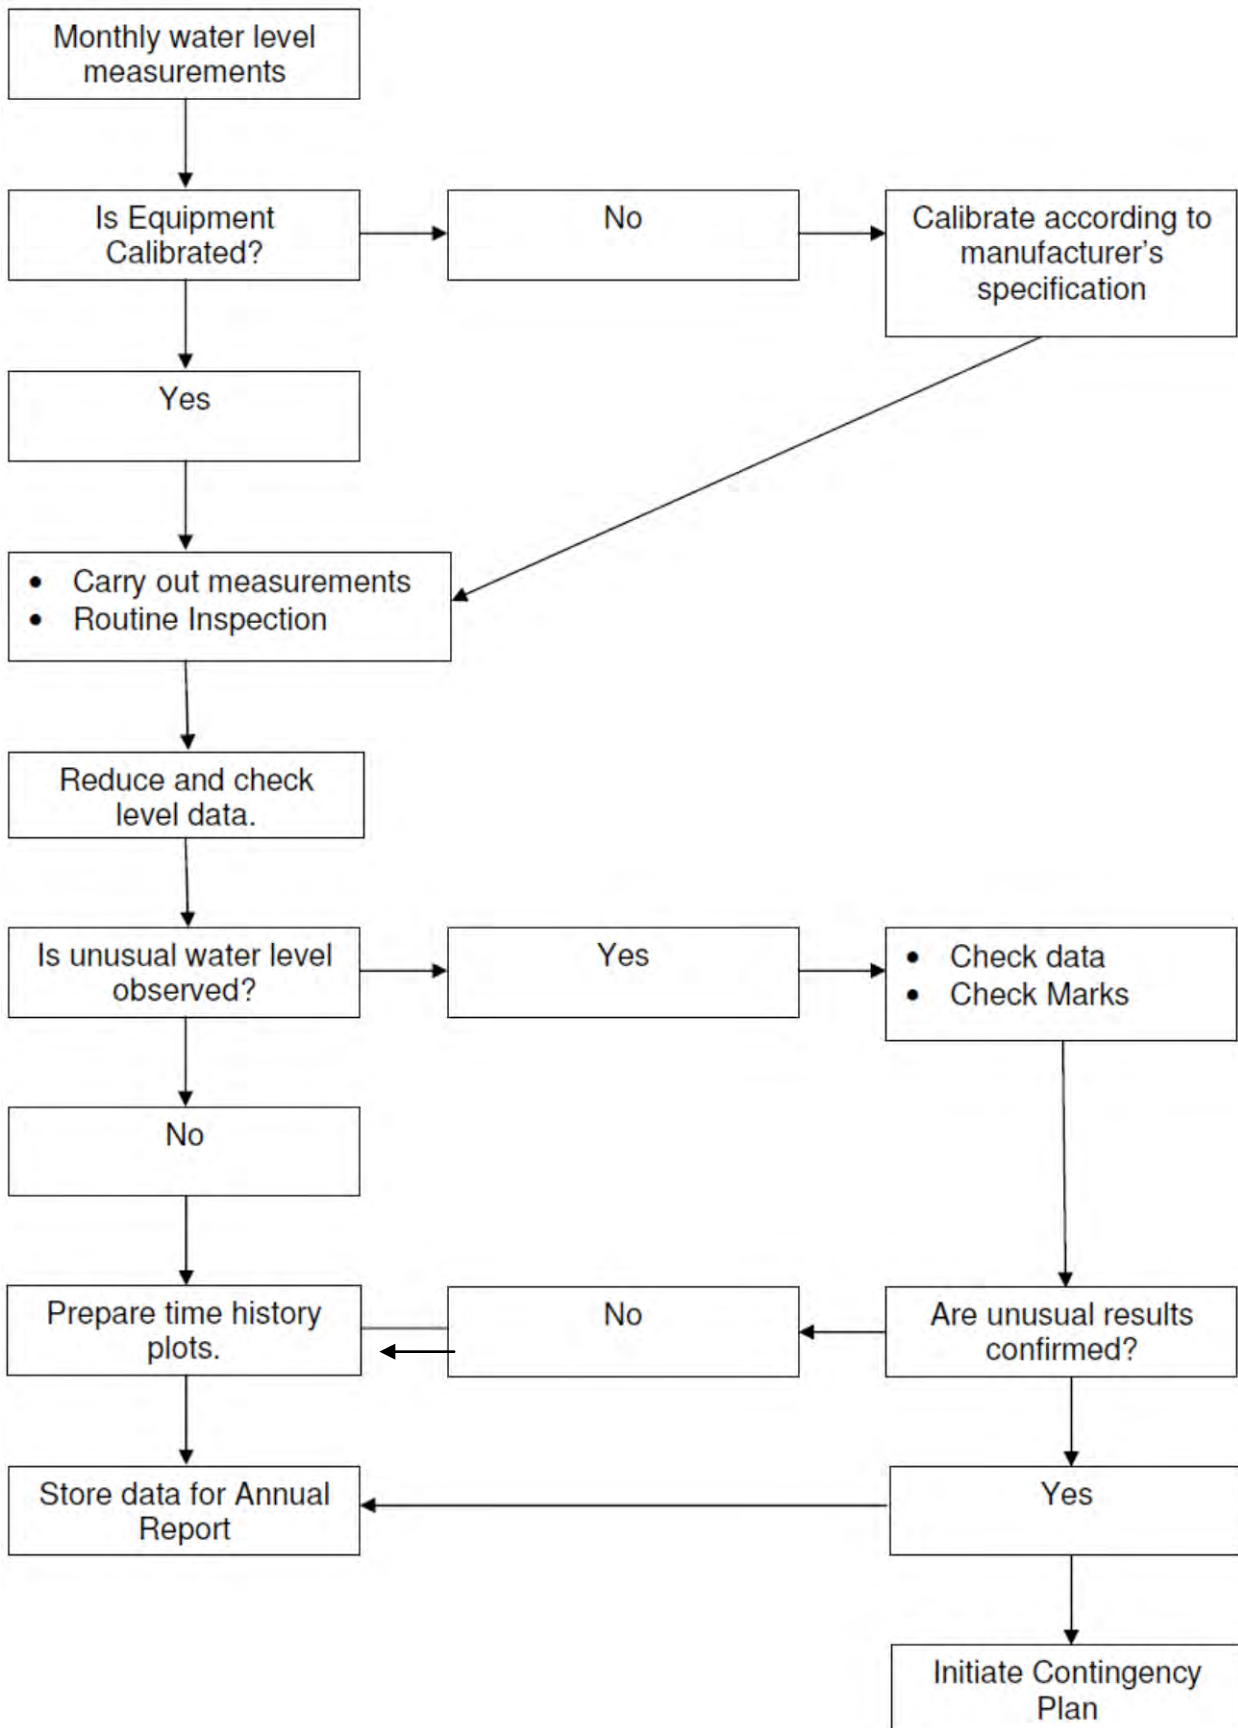 Monthly water level
measurements
Is Equipment
Calibrated?
No
Calibrate according to
manufacturer’s
specification
Yes
• Carry out measurements
• Routine Inspection
Reduce and check
level data.
Is unusual water level
observed?
Yes
• Check data
• Check Marks
No
Prepare time history
plots.
No
Are unusual results
confirmed?
Store data for Annual
Report
Yes
Initiate Contingency
Plan